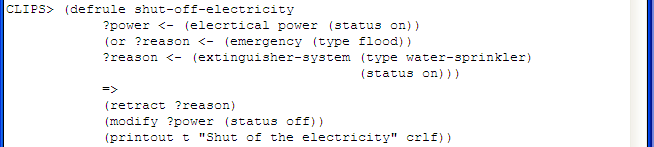 CLIPS> (defrule shut-off-electricity
?power <- (elecrtical power (status on))
(or ?reason <- (emergency (type flood))
?reason <- (extinguisher-system (type water-sprinkler)
(status on)))
=>
(retract ?reason)
(modify ?power (status off))
(printout t "Shut of the electricity" crlf))